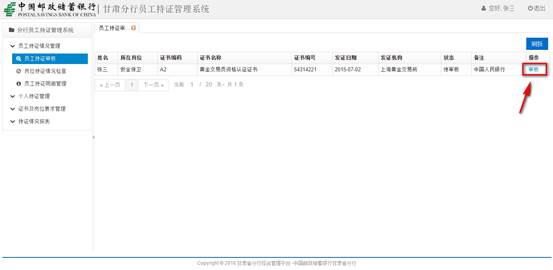 中国邮政储蓄银行 甘肃分行员工持证管理系统
POSTAL SAVINGS BANK OF CHINA
您好, 张三 退出
分行员工持证管理系统
员工持证情况管理
员工持证审核
岗位持证情况检查
员工持证明细管理
个人持证管理
证书及岗位要求管理
持证情况报表
员工持证审
刷新
姓名 所在岗位 证书编码 证书名称 证书编号 发证日期 发证机构 状态 备注 操作
张三 安全保卫 A2 黄金交易员资格认证证书 54314221 2015-07-02 上海黄金交易所 待审核 中国人民银行 审核
« 上一页 1 下一页 » 当前 1 / 20 条, 共 1 条
Copyright © 2016 甘肃省分行综合管理平台 -中国邮政储蓄银行甘肃省分行